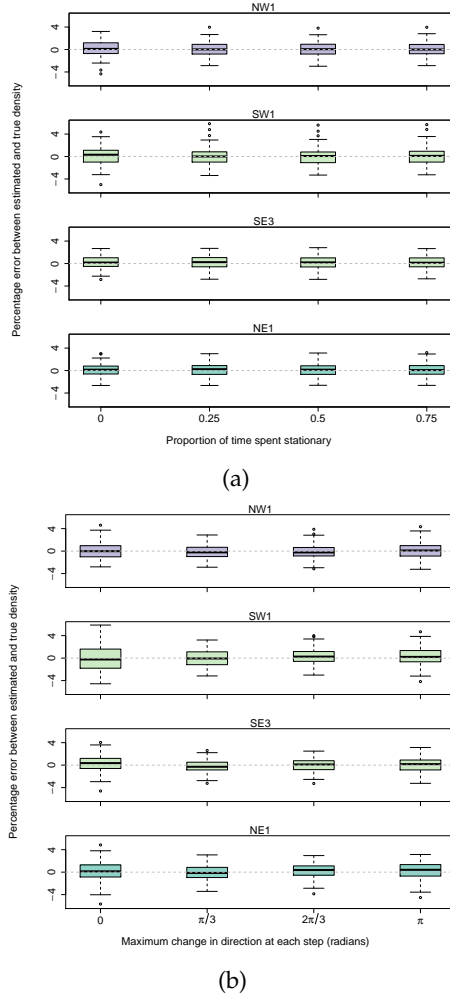 Percentage error between estimated and true density
NW1
4
0
−4
SW1
4
0
−4
SE3
4
0
−4
NE1
4
0
−4
0 0.25 0.5 0.75
Proportion of time spent stationary
(a)
Percentage error between estimated and true density
NW1
4
0
−4
SW1
4
0
−4
SE3
4
0
−4
NE1
4
0
−4
0 π/3 2π/3 π
Maximum change in direction at each step (radians)
(b)